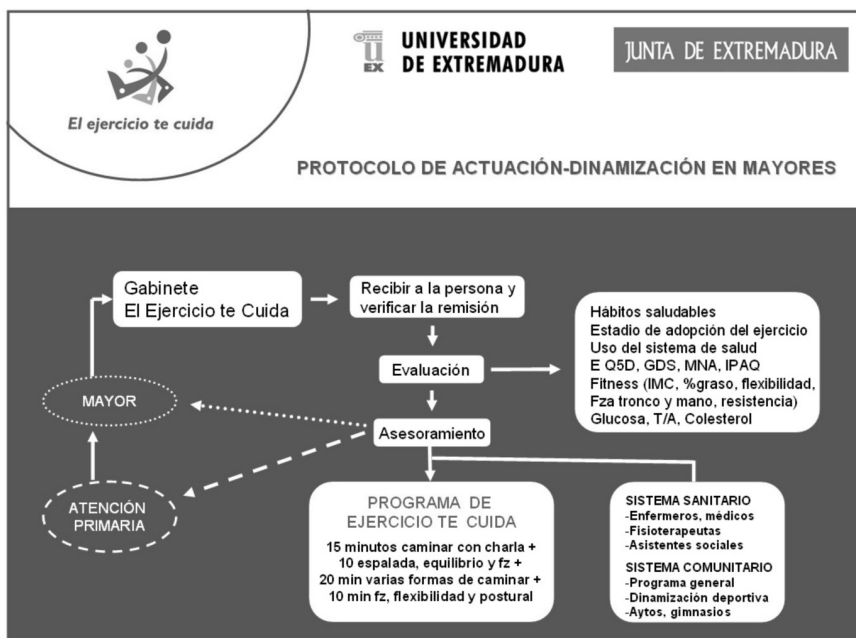 El ejercicio te cuida
UEX
UNIVERSIDAD
DE EXTREMADURA
JUNTA DE EXTREMADURA
PROTOCOLO DE ACTUACIÓN-DINAMIZACIÓN EN MAYORES
Gabinete
El Ejercicio te Cuida
Recibir a la persona y
verificar la remisión
Evaluación
Hábitos saludables
Estadio de adopción del ejercicio
Uso del sistema de salud
E Q5D, GDS, MNA, IPAQ
Fitness (IMC, %graso, flexibilidad,
Fza tronco y mano, resistencia)
Glucosa, T/A, Colesterol
MAYOR
Asesoramiento
ATENCIÓN
PRIMARIA
PROGRAMA DE
EJERCICIO TE CUIDA
15 minutos caminar con charla +
10 espalada, equilibrio y fz +
20 min varias formas de caminar +
10 min fz, flexibilidad y postural
SISTEMA SANITARIO
-Enfermeros, médicos
-Fisioterapeutas
-Asistentes sociales
SISTEMA COMUNITARIO
-Programa general
-Dinamización deportiva
-Aytos, gimnasios